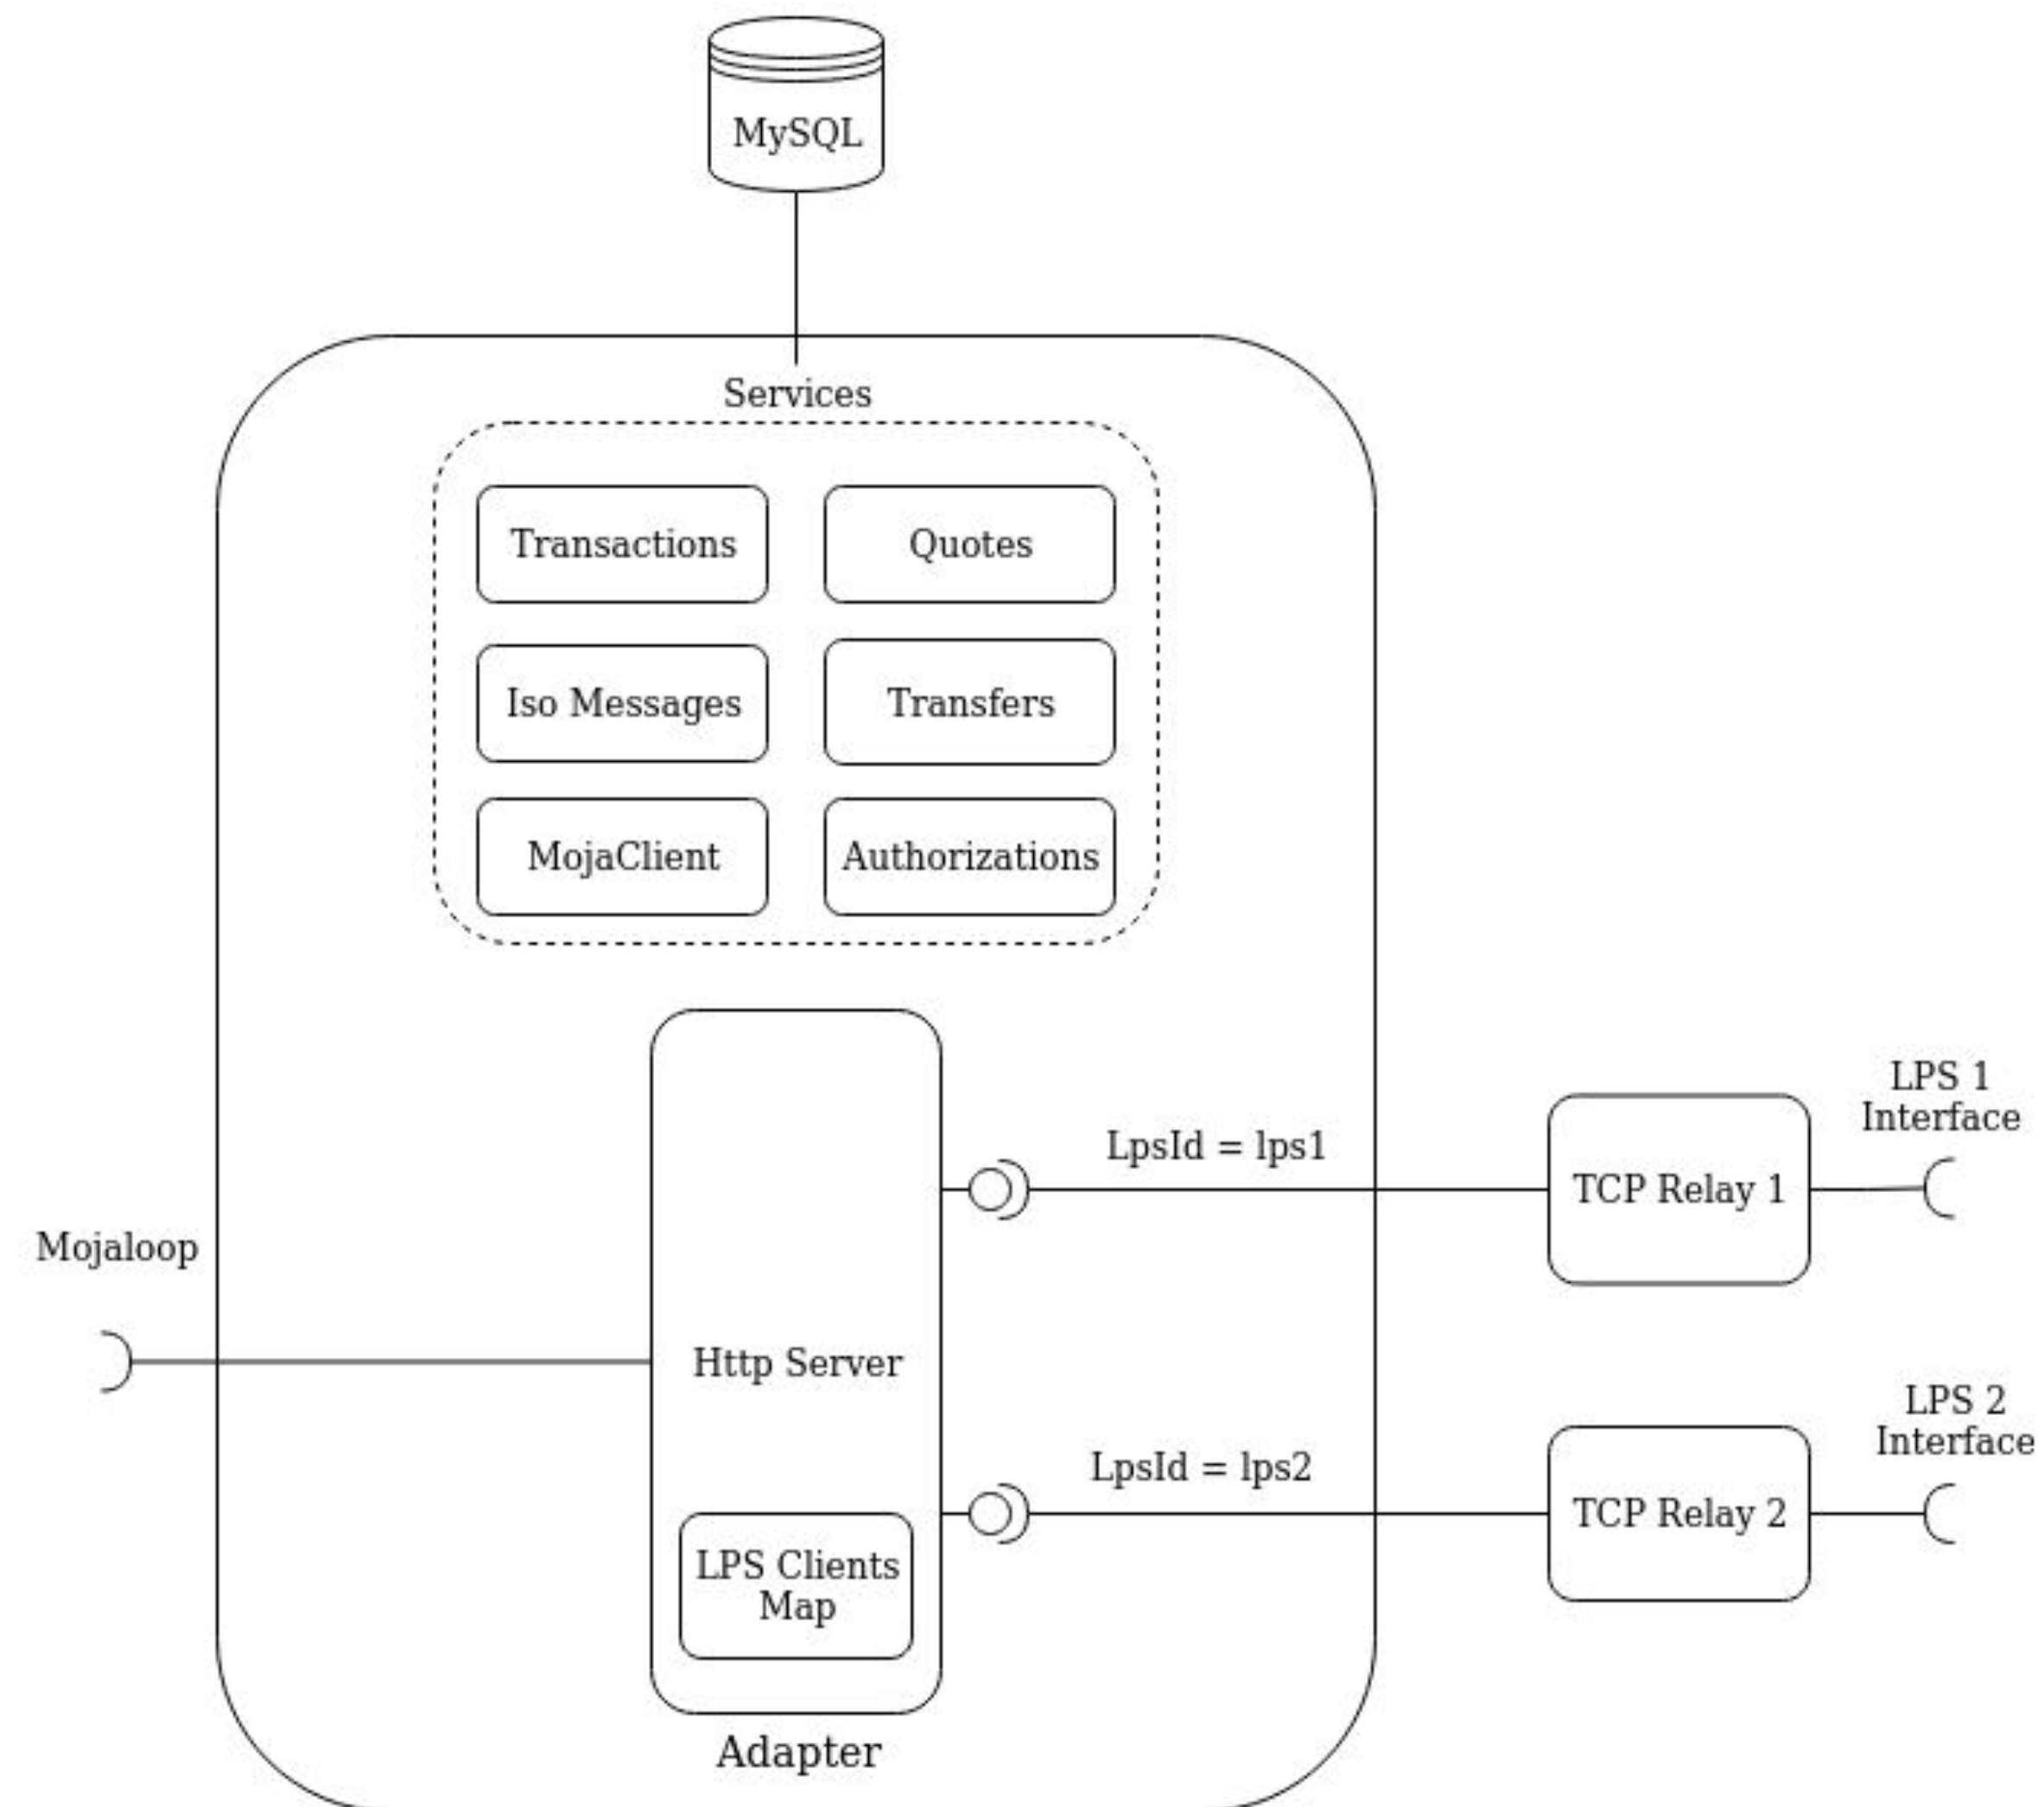 MySQL
Services
Transactions
Quotes
Iso Messages
Transfers
MojaClient
Authorizations
LPS 1
Interface
LpsId = lps1
TCP Relay 1
Mojaloop
Http Server
LPS 2
Interface
LpsId = lps2
TCP Relay 2
LPS Clients
Map
Adapter